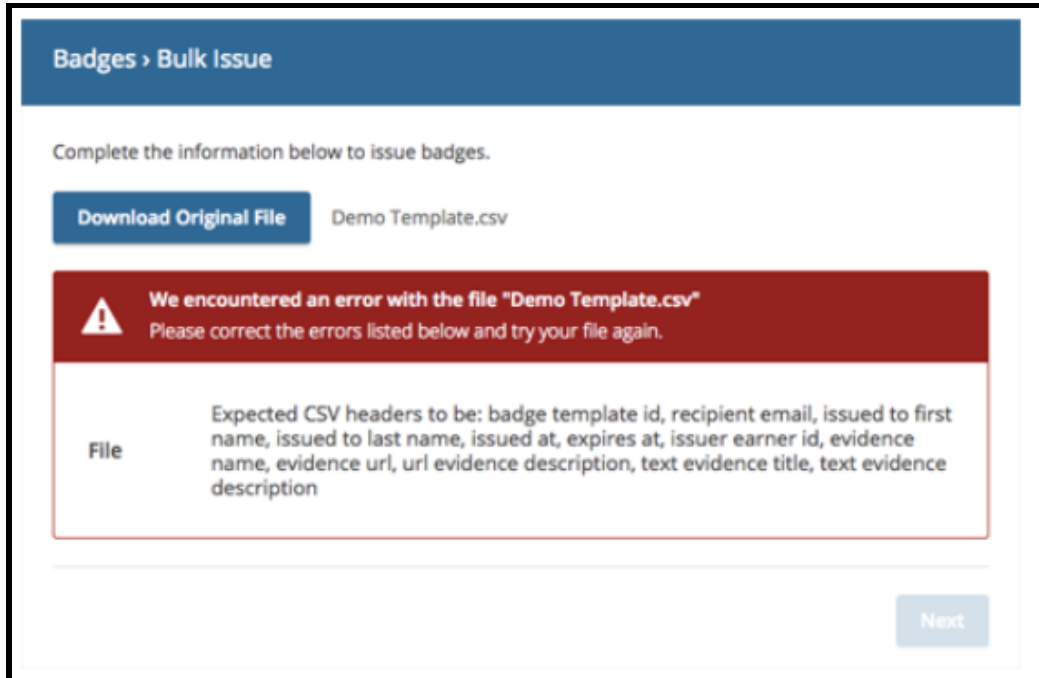 Badges › Bulk Issue
Complete the information below to issue badges.
Download Original File Demo Template.csv
We encountered an error with the file "Demo Template.csv"
Please correct the errors listed below and try your file again.
File
Expected CSV headers to be: badge template id, recipient email, issued to first
name, issued to last name, issued at, expires at, issuer earner id, evidence
name, evidence url, url evidence description, text evidence title, text evidence
description
Next